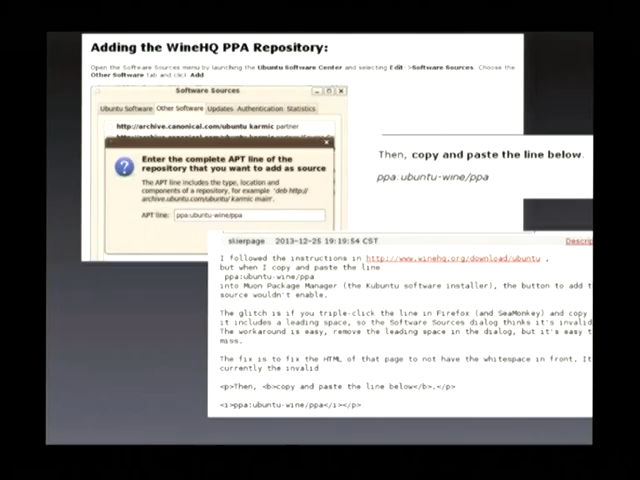 Adding the WineHQ PPA Repository:
Open the Software Sources menu by launching the Ubuntu Software Center and selecting Edit->Software Sources. Choose the
Other Software tab and click Add
Software Sources
Ubuntu Software Other Software Updates Authentication Statistics
http://archive.canonical.com/ubuntu karmic partner
Enter the complete APT line of the
repository that you want to add as source
The APT line includes the type, location and
components of a repository, for example 'deb http://
archive.ubuntu.com/ubuntu karmic main'.
APT line: ppa:ubuntu-wine/ppa
Then, copy and paste the line below.
ppa:ubuntu-wine/ppa
slierpage 2013-12-25 19:19:54 CST Descrip
I followed the instructions in http://www.winehq.org/download/ubuntu ,
but when I copy and paste the line
ppa:ubuntu-wine/ppa
into Muon Package Manager (the Kubuntu software installer), the button to add t
source wouldn't enable.
The glitch is if you triple-click the line in Firefox (and SeaMonkey) and copy
it includes a leading space, so the Software Sources dialog thinks it's invalid
The workaround is easy, remove the leading space in the dialog, but it's easy t
miss.
The fix is to fix the HTML of that page to not have the whitespace in front. It
currently the invalid
<p>Then, <b>copy and paste the line below</b>.</p>
<i>ppa:ubuntu-wine/ppa</i></p>